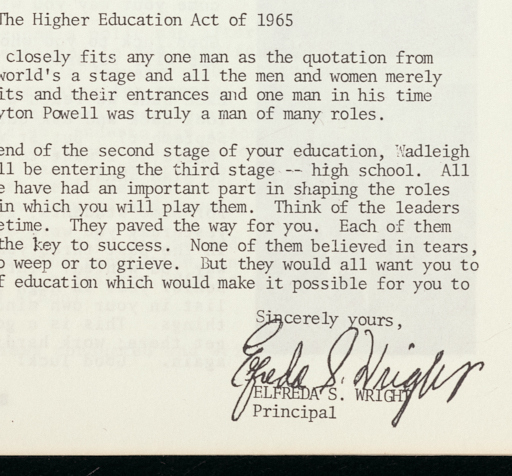 The Higher Education Act of 1965
closely fits any one man as the quotation from
world's a stage and all the men and women merely
its and their entrances and one man in his time
yton Powell was truly a man of many roles.
end of the second stage of your education, Wadleigh
ll be entering the third stage -- high school. All
e have had an important part in shaping the roles
in which you will play them. Think of the leaders
etime. They paved the way for you. Each of them
the key to success. None of them believed in tears,
o weep or to grieve. But they would all want you to
f education which would make it possible for you to
Sincerely yours,
Elfreda S. Wright
ELFREDA S. WRIGHT
Principal